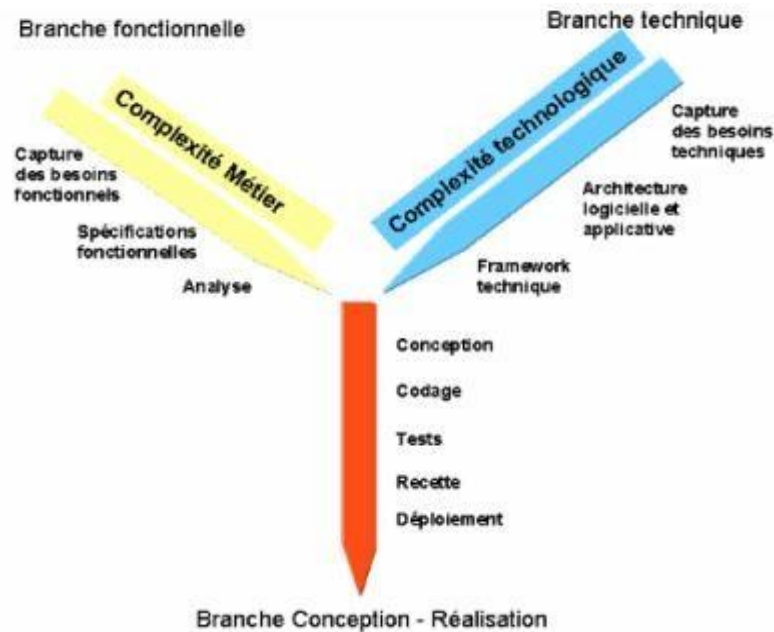 Branche fonctionnelle
Complexité Métier
Capture
des besoins
fonctionnels
Spécifications
fonctionnelles
Analyse
Branche technique
Complexité technologique
Capture
des besoins
techniques
Architecture
logicielle et
applicative
Framework
technique
Conception
Codage
Tests
Recette
Déploiement
Branche Conception - Réalisation